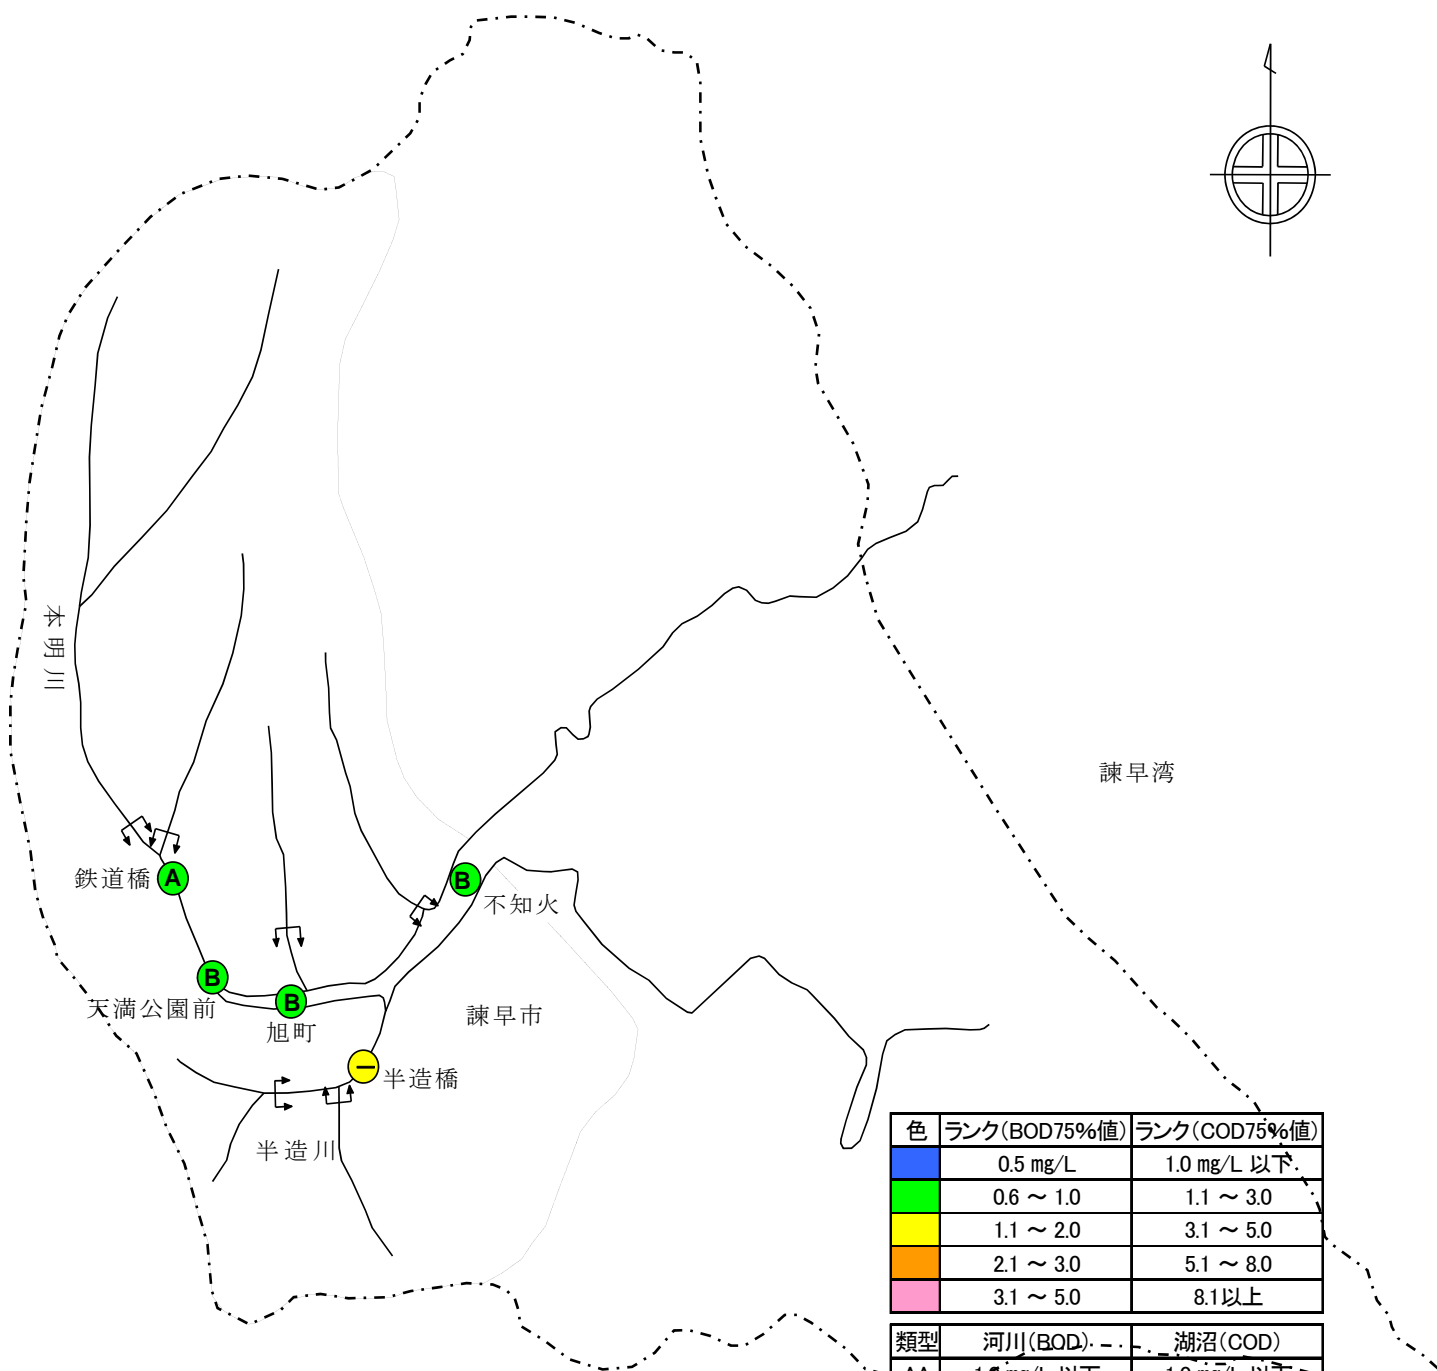 本明川
諫早湾
鉄道橋
A
B
不知火
B
天満公園前
B
旭町
諫早市
半造橋
半造川
色 ランク(BOD75%値) ランク(COD75%値)
0.5 mg/L 1.0 mg/L 以下
0.6 ～ 1.0 1.1 ～ 3.0
1.1 ～ 2.0 3.1 ～ 5.0
2.1 ～ 3.0 5.1 ～ 8.0
3.1 ～ 5.0 8.1以上
類型 河川(BOD) 湖沼(COD)